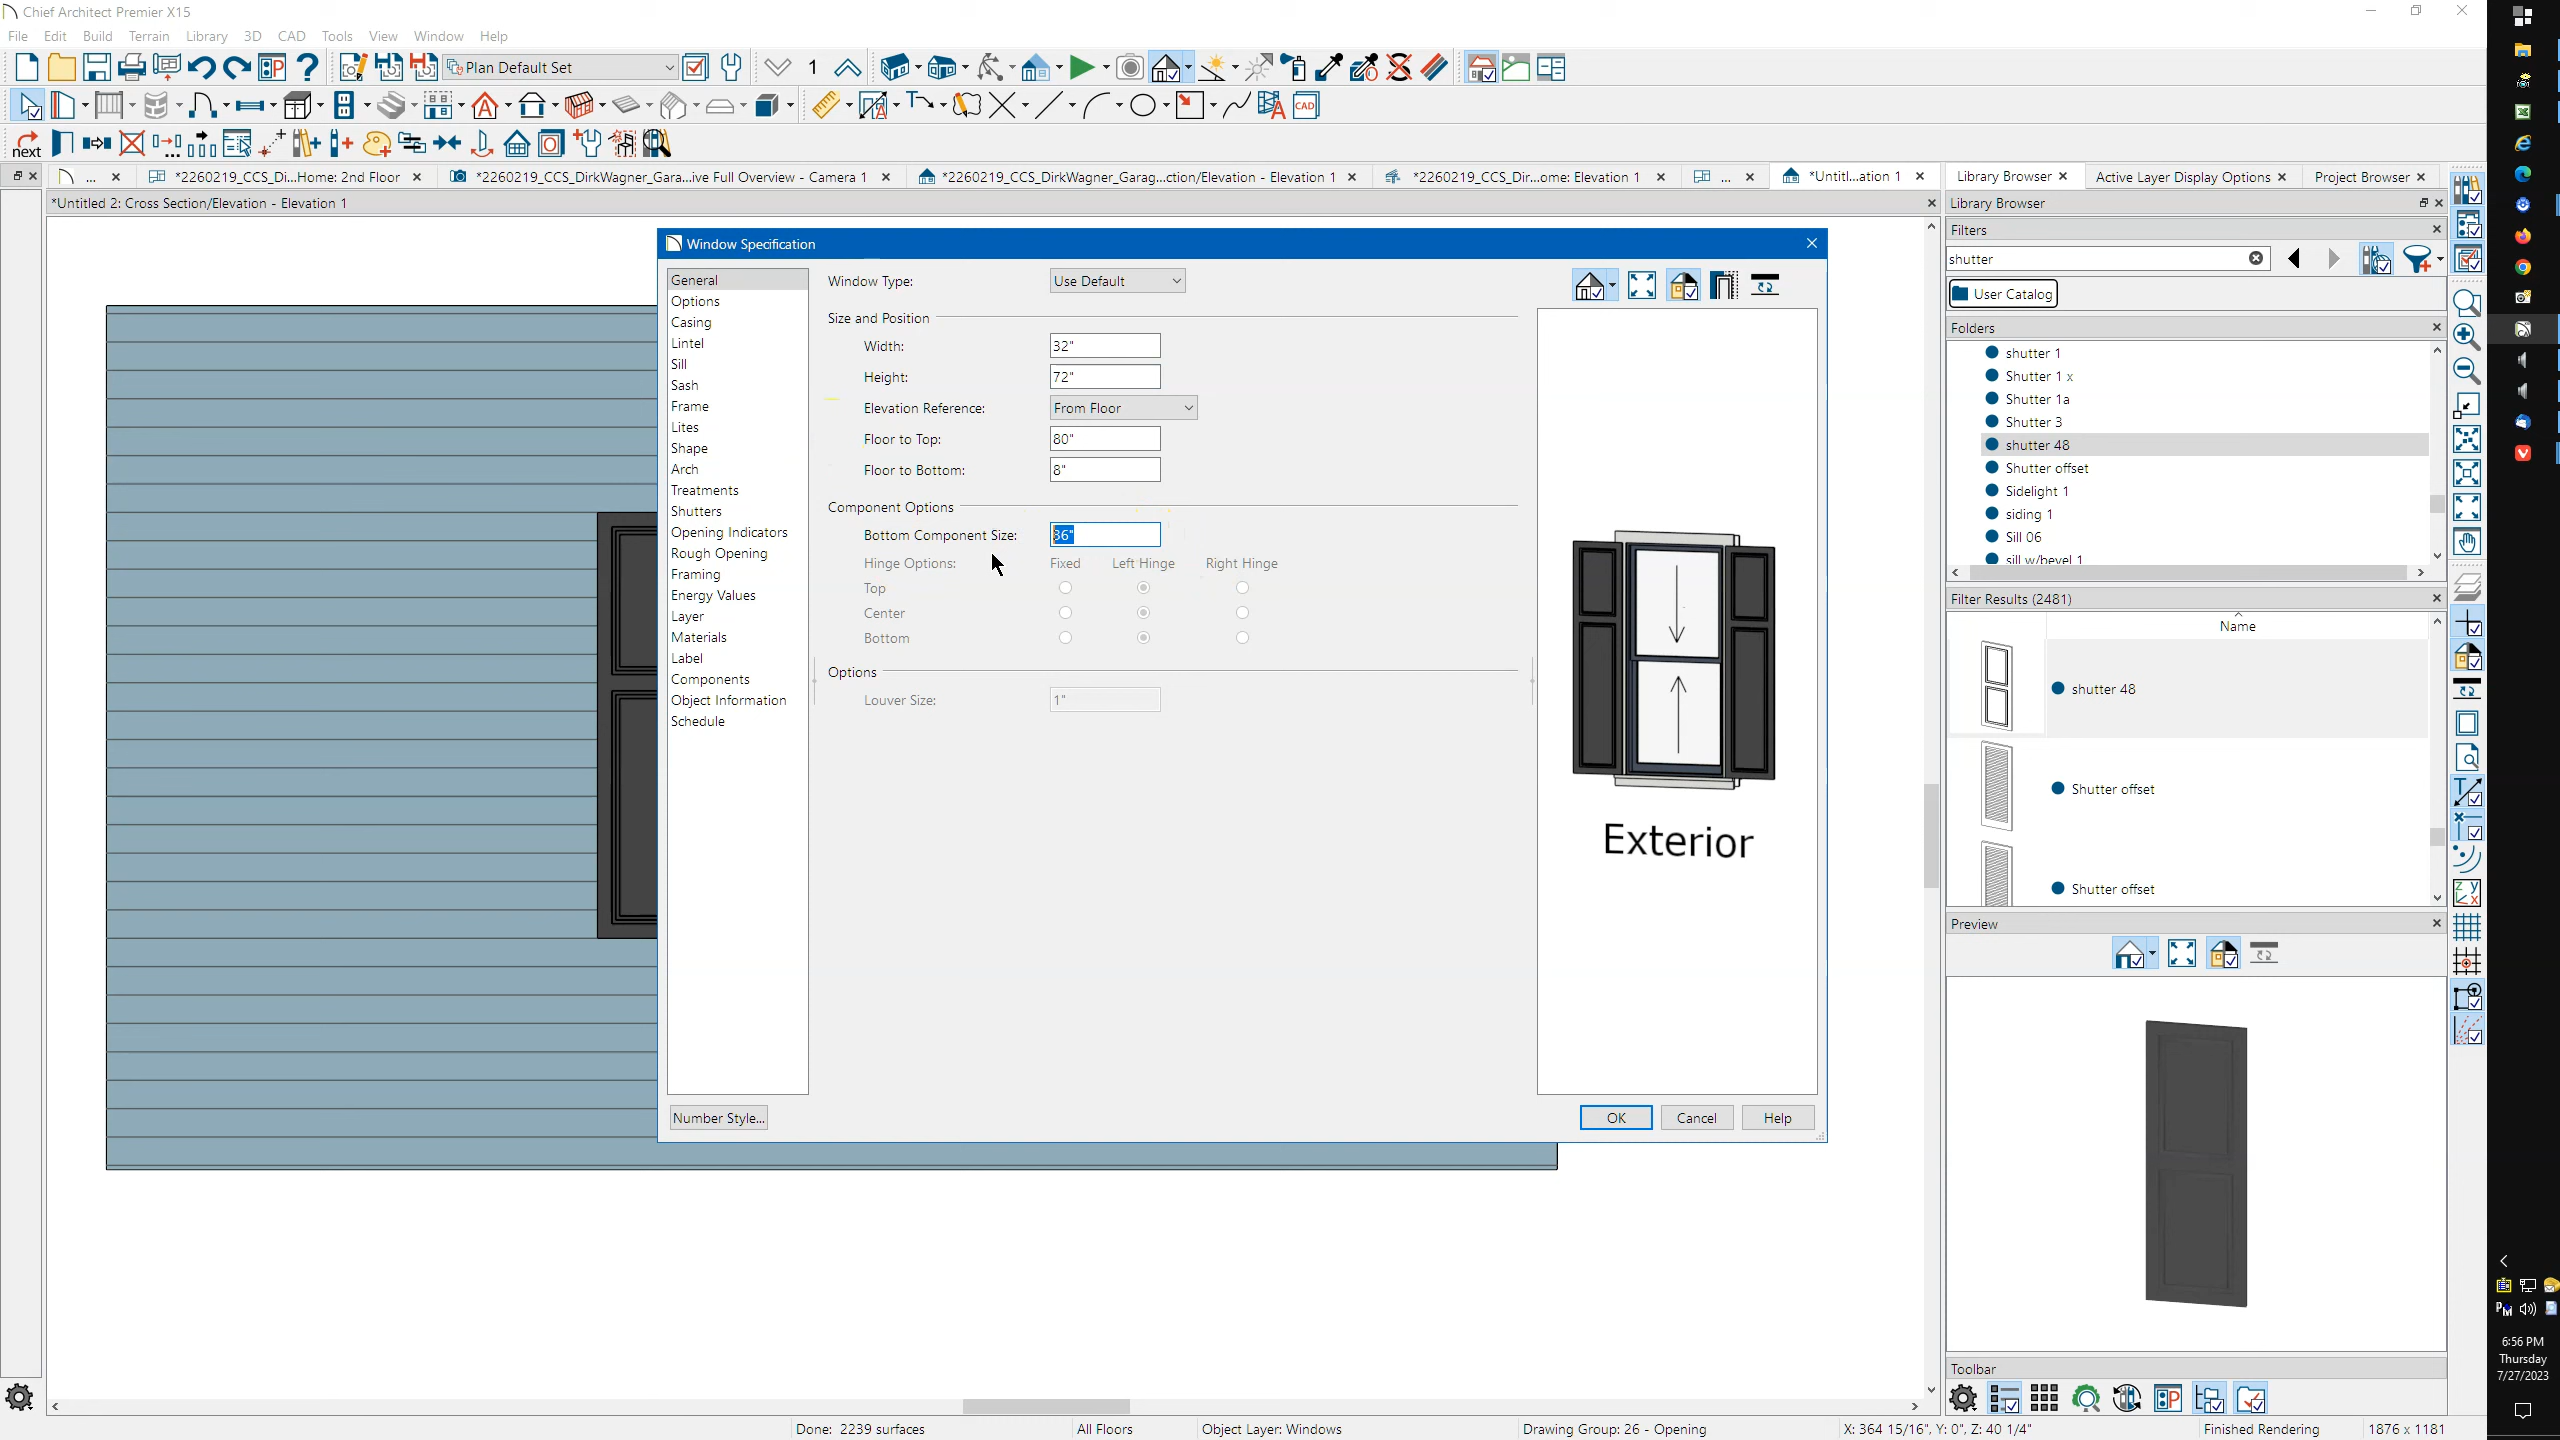 Chief Architect Premier X15
File Edit Build Terrain Library 3D CAD Tools View Window Help
Plan Default Set
1
next
... *2260219_CCS_Di...Home: 2nd Floor *2260219_CCS_DirkWagner_Gara...ive Full Overview - Camera 1 *2260219_CCS_DirkWagner_Garag...ction/Elevation - Elevation 1 *2260219_CCS_Dir...ome: Elevation 1 ... *Untitl...ation 1
*Untitled 2: Cross Section/Elevation - Elevation 1
Window Specification
General
Options
Casing
Lintel
Sill
Sash
Frame
Lites
Shape
Arch
Treatments
Shutters
Opening Indicators
Rough Opening
Framing
Energy Values
Layer
Materials
Label
Components
Object Information
Schedule
Window Type: Use Default
Size and Position
Width: 32"
Height: 72"
Elevation Reference: From Floor
Floor to Top: 80"
Floor to Bottom: 8"
Component Options
Bottom Component Size: 36"
Hinge Options: Fixed Left Hinge Right Hinge
Top
Center
Bottom
Options
Louver Size: 1"
Exterior
Number Style...
OK Cancel Help
Library Browser Active Layer Display Options Project Browser
Library Browser
Filters
shutter
User Catalog
Folders
shutter 1
Shutter 1 x
Shutter 1a
Shutter 3
shutter 48
Shutter offset
Sidelight 1
siding 1
Sill 06
sill w/bevel 1
Filter Results (2481)
Name
shutter 48
Shutter offset
Shutter offset
Preview
Toolbar
Done: 2239 surfaces All Floors Object Layer: Windows Drawing Group: 26 - Opening X: 364 15/16", Y: 0", Z: 40 1/4" Finished Rendering 1876 x 1181
6:56 PM
Thursday
7/27/2023